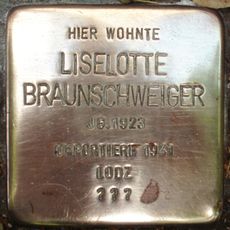 HIER WOHNTE
LISELOTTE
BRAUNSCHWEIGER
JG. 1923
DEPORTIERT 1941
LODZ
???